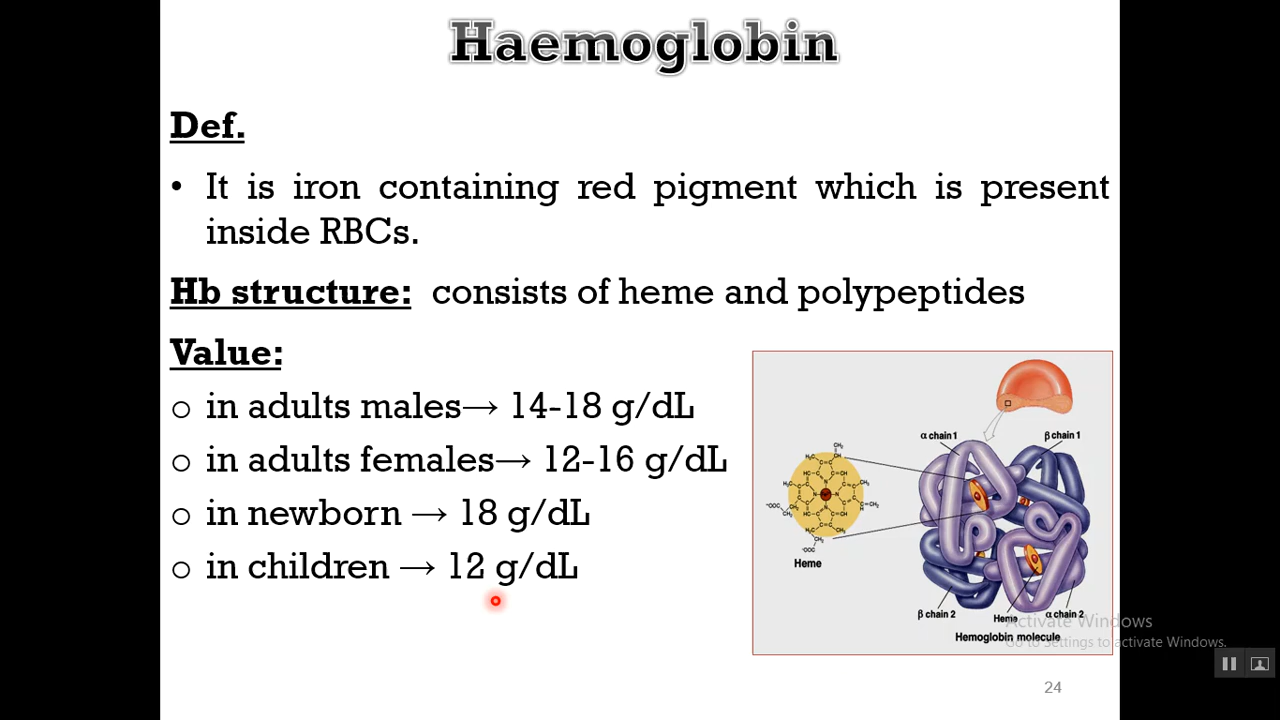 Haemoglobin
Def.
• It is iron containing red pigment which is present
inside RBCs.
Hb structure: consists of heme and polypeptides
Value:
o in adults males→ 14-18 g/dL
o in adults females→ 12-16 g/dL
o in newborn → 18 g/dL
o in children → 12 g/dL
α chain 1
β chain 1
Heme
β chain 2
Heme
α chain 2
Hemoglobin molecule
Activate Windows
Go to Settings to activate Windows.
24